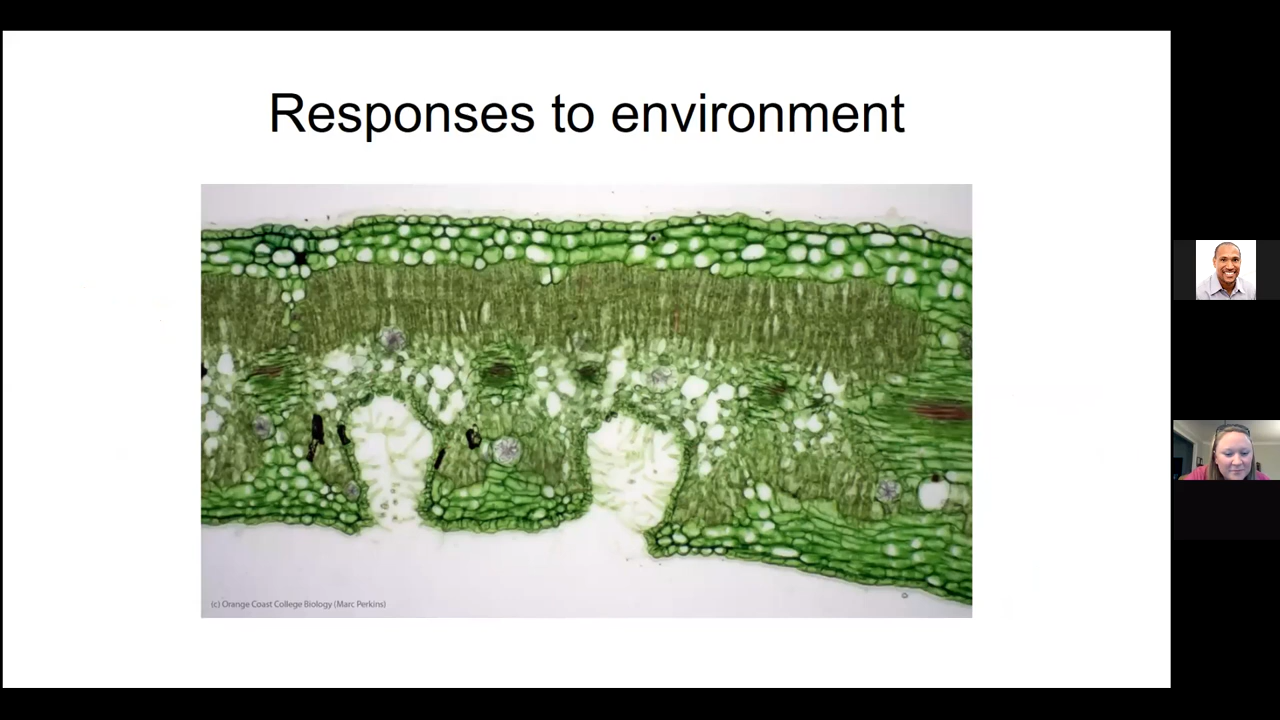 Responses to environment
(c) Orange Coast College Biology (Marc Perkins)